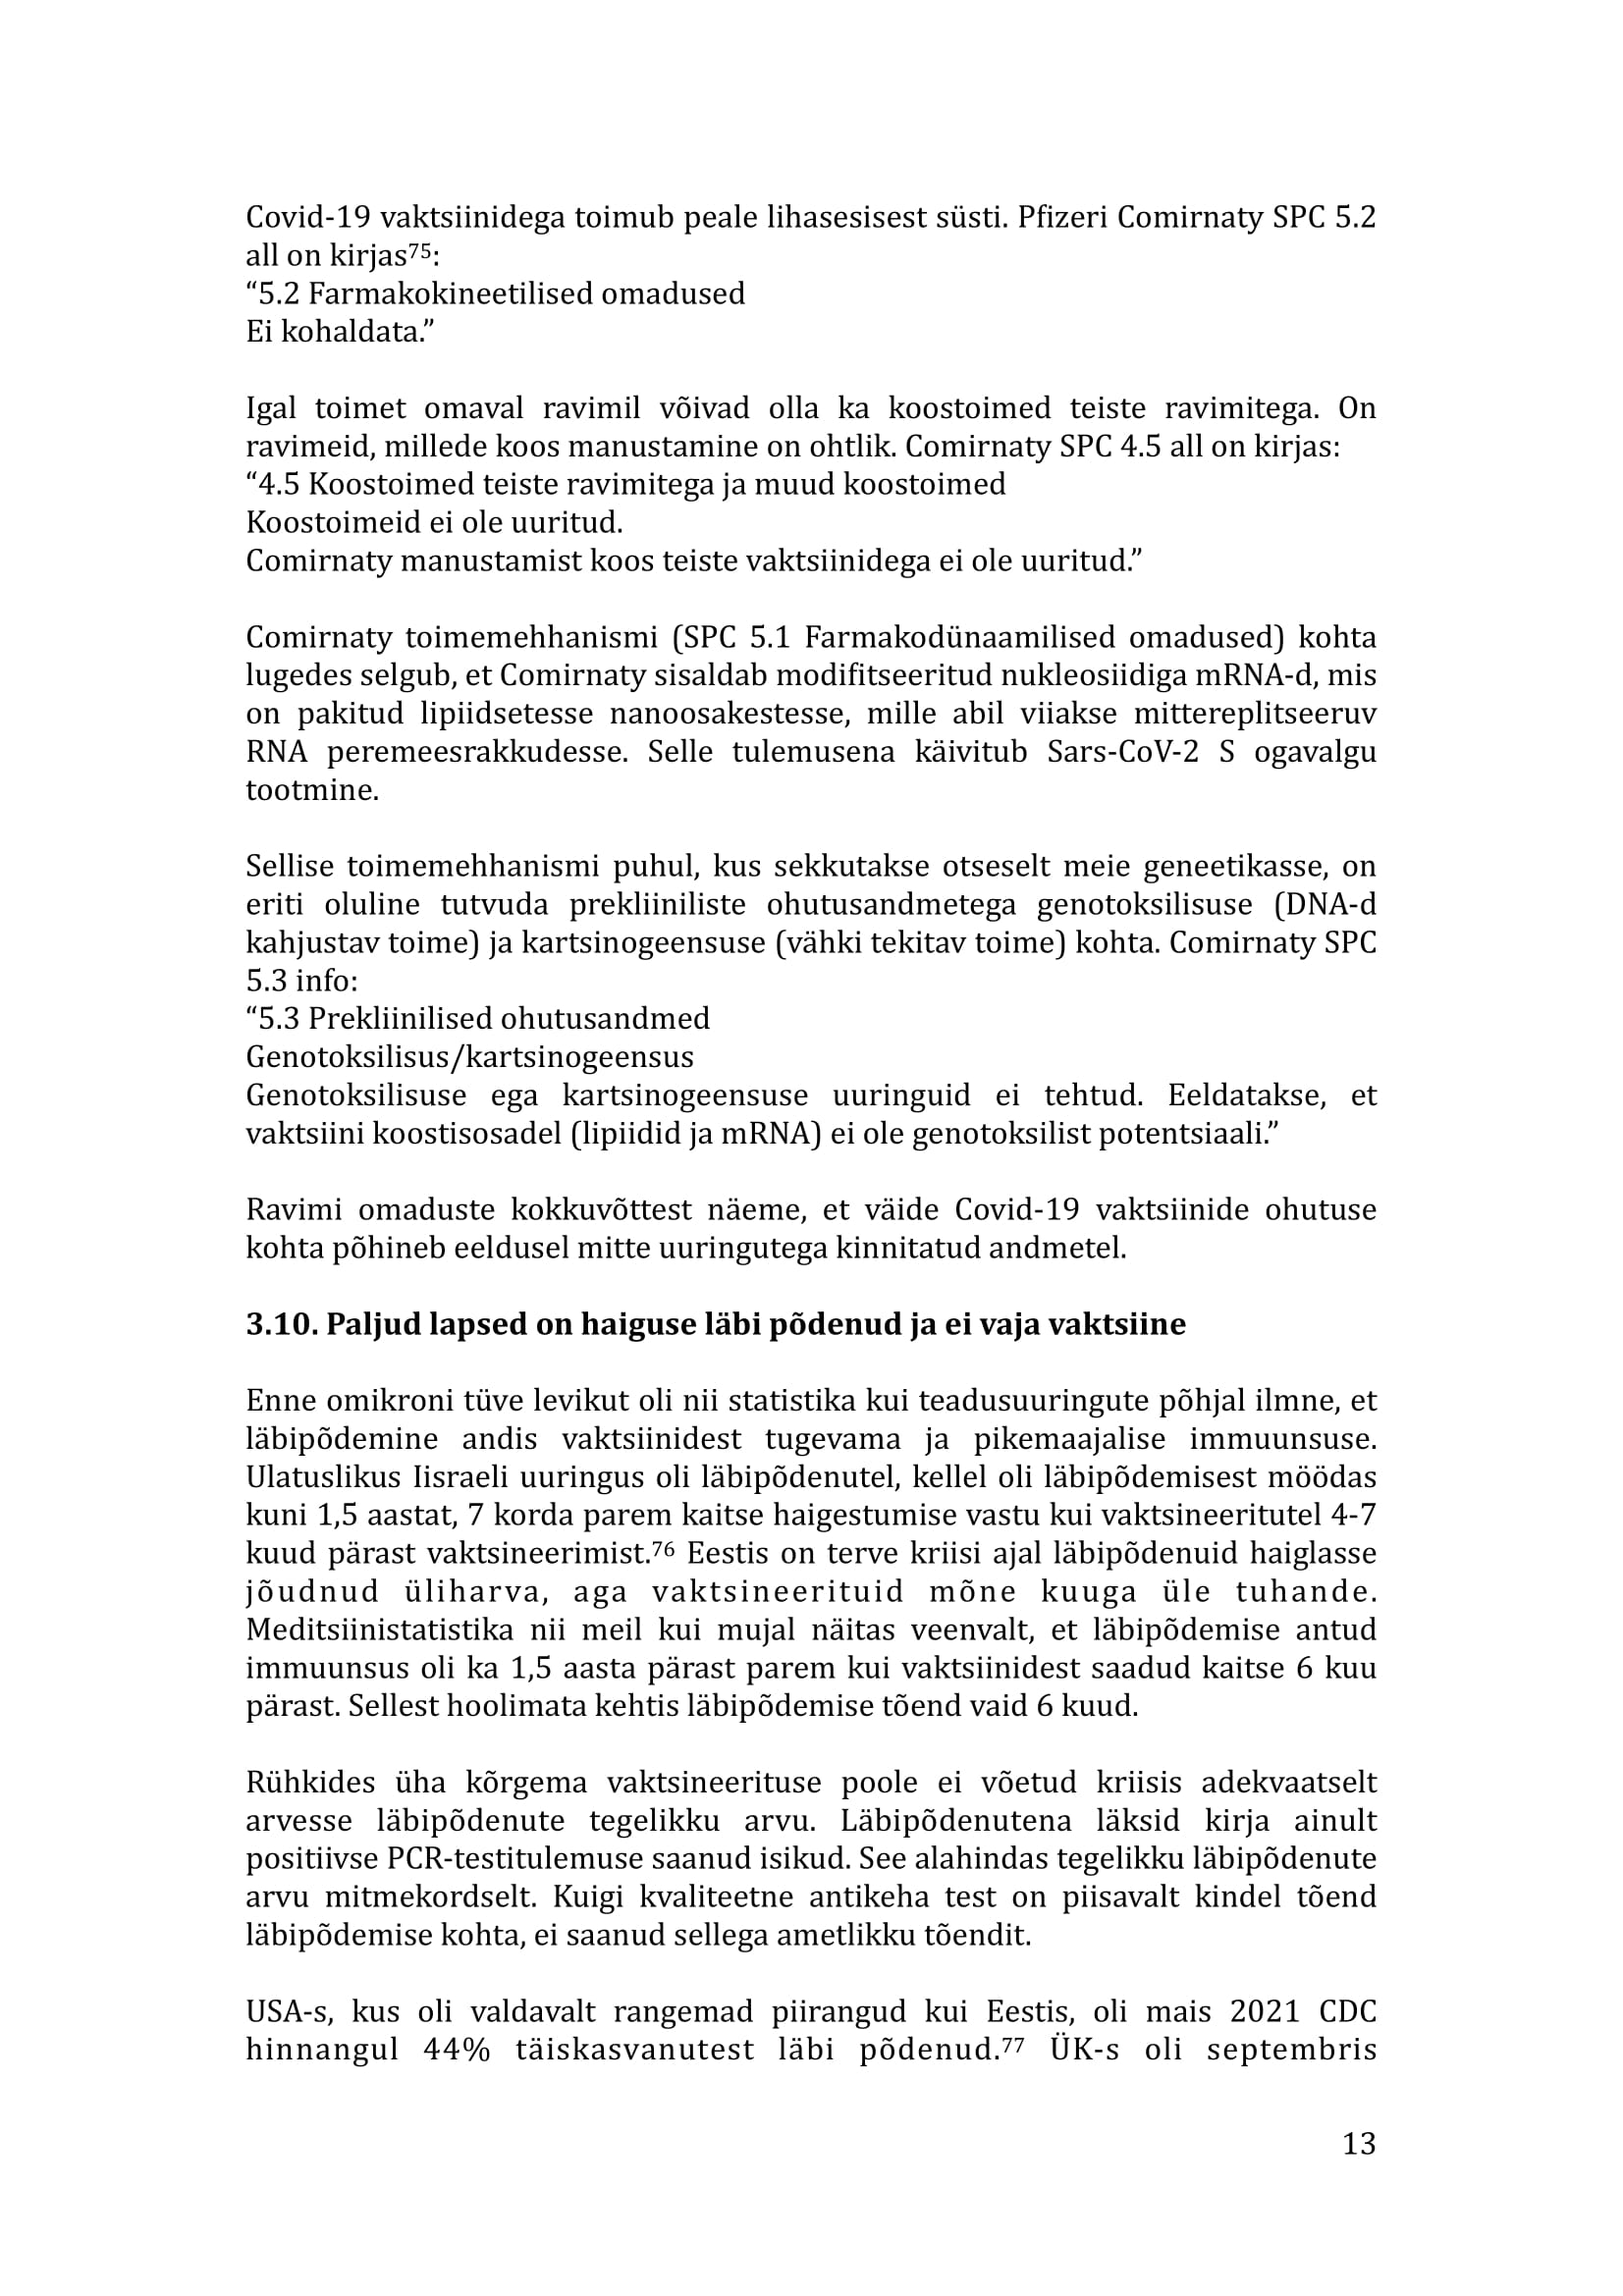 Covid-19 vaktsiinidega toimub peale lihasesisest süsti. Pfizeri Comirnaty SPC 5.2
all on kirjas75:
“5.2 Farmakokineetilised omadused
Ei kohaldata.”
Igal toimet omaval ravimil võivad olla ka koostoimed teiste ravimitega. On
ravimeid, millede koos manustamine on ohtlik. Comirnaty SPC 4.5 all on kirjas:
“4.5 Koostoimed teiste ravimitega ja muud koostoimed
Koostoimeid ei ole uuritud.
Comirnaty manustamist koos teiste vaktsiinidega ei ole uuritud.”
Comirnaty toimemehhanismi (SPC 5.1 Farmakodünaamilised omadused) kohta
lugedes selgub, et Comirnaty sisaldab modifitseeritud nukleosiidiga mRNA-d, mis
on pakitud lipiidsetesse nanoosakestesse, mille abil viiakse mittereplitseeruv
RNA peremeesrakkudesse. Selle tulemusena käivitub Sars-CoV-2 S ogavalgu
tootmine.
Sellise toimemehhanismi puhul, kus sekkutakse otseselt meie geneetikasse, on
eriti oluline tutvuda prekliiniliste ohutusandmetega genotoksilisuse (DNA-d
kahjustav toime) ja kartsinogeensuse (vähki tekitav toime) kohta. Comirnaty SPC
5.3 info:
“5.3 Prekliinilised ohutusandmed
Genotoksilisus/kartsinogeensus
Genotoksilisuse ega kartsinogeensuse uuringuid ei tehtud. Eeldatakse, et
vaktsiini koostisosadel (lipiidid ja mRNA) ei ole genotoksilist potentsiaali.”
Ravimi omaduste kokkuvõttest näeme, et väide Covid-19 vaktsiinide ohutuse
kohta põhineb eeldusel mitte uuringutega kinnitatud andmetel.
3.10. Paljud lapsed on haiguse läbi põdenud ja ei vaja vaktsiine
Enne omikroni tüve levikut oli nii statistika kui teadusuuringute põhjal ilmne, et
läbipõdemine andis vaktsiinidest tugevama ja pikemaajalise immuunsuse.
Ulatuslikus Iisraeli uuringus oli läbipõdenutel, kellel oli läbipõdemisest möödas
kuni 1,5 aastat, 7 korda parem kaitse haigestumise vastu kui vaktsineeritutel 4-7
kuud pärast vaktsineerimist.76 Eestis on terve kriisi ajal läbipõdenuid haiglasse
jõudnud üliharva, aga vaktsineerituid mõne kuuga üle tuhande.
Meditsiinistatistika nii meil kui mujal näitas veenvalt, et läbipõdemise antud
immuunsus oli ka 1,5 aasta pärast parem kui vaktsiinidest saadud kaitse 6 kuu
pärast. Sellest hoolimata kehtis läbipõdemise tõend vaid 6 kuud.
Rühkides üha kõrgema vaktsineerituse poole ei võetud kriisis adekvaatselt
arvesse läbipõdenute tegelikku arvu. Läbipõdenutena läksid kirja ainult
positiivse PCR-testitulemuse saanud isikud. See alahindas tegelikku läbipõdenute
arvu mitmekordselt. Kuigi kvaliteetne antikeha test on piisavalt kindel tõend
läbipõdemise kohta, ei saanud sellega ametlikku tõendit.
USA-s, kus oli valdavalt rangemad piirangud kui Eestis, oli mais 2021 CDC
hinnangul 44% täiskasvanutest läbi põdenud.77 ÜK-s oli septembris
13